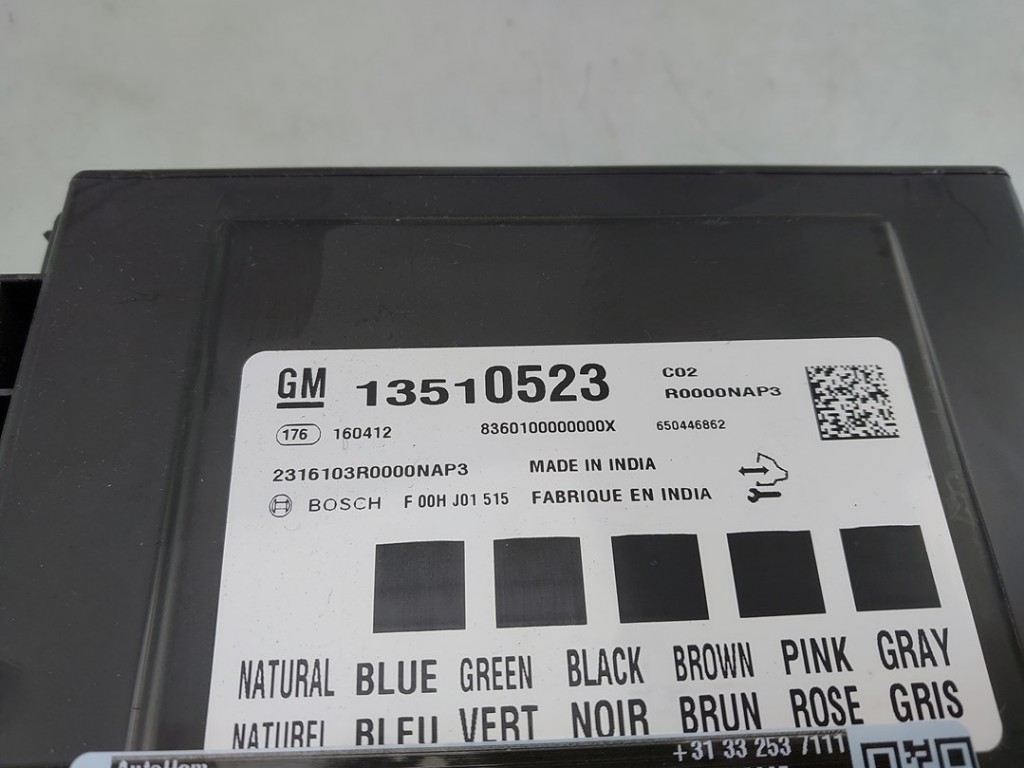 GM 13510523 C02
R0000NAP3
176 160412 8360100000000X 650446862
2316103R0000NAP3 MADE IN INDIA
BOSCH F 00H J01 515 FABRIQUE EN INDIA
NATURAL BLUE GREEN BLACK BROWN PINK GRAY
NATUREL BLEU VERT NOIR BRUN ROSE GRIS
+31 33 253 7111